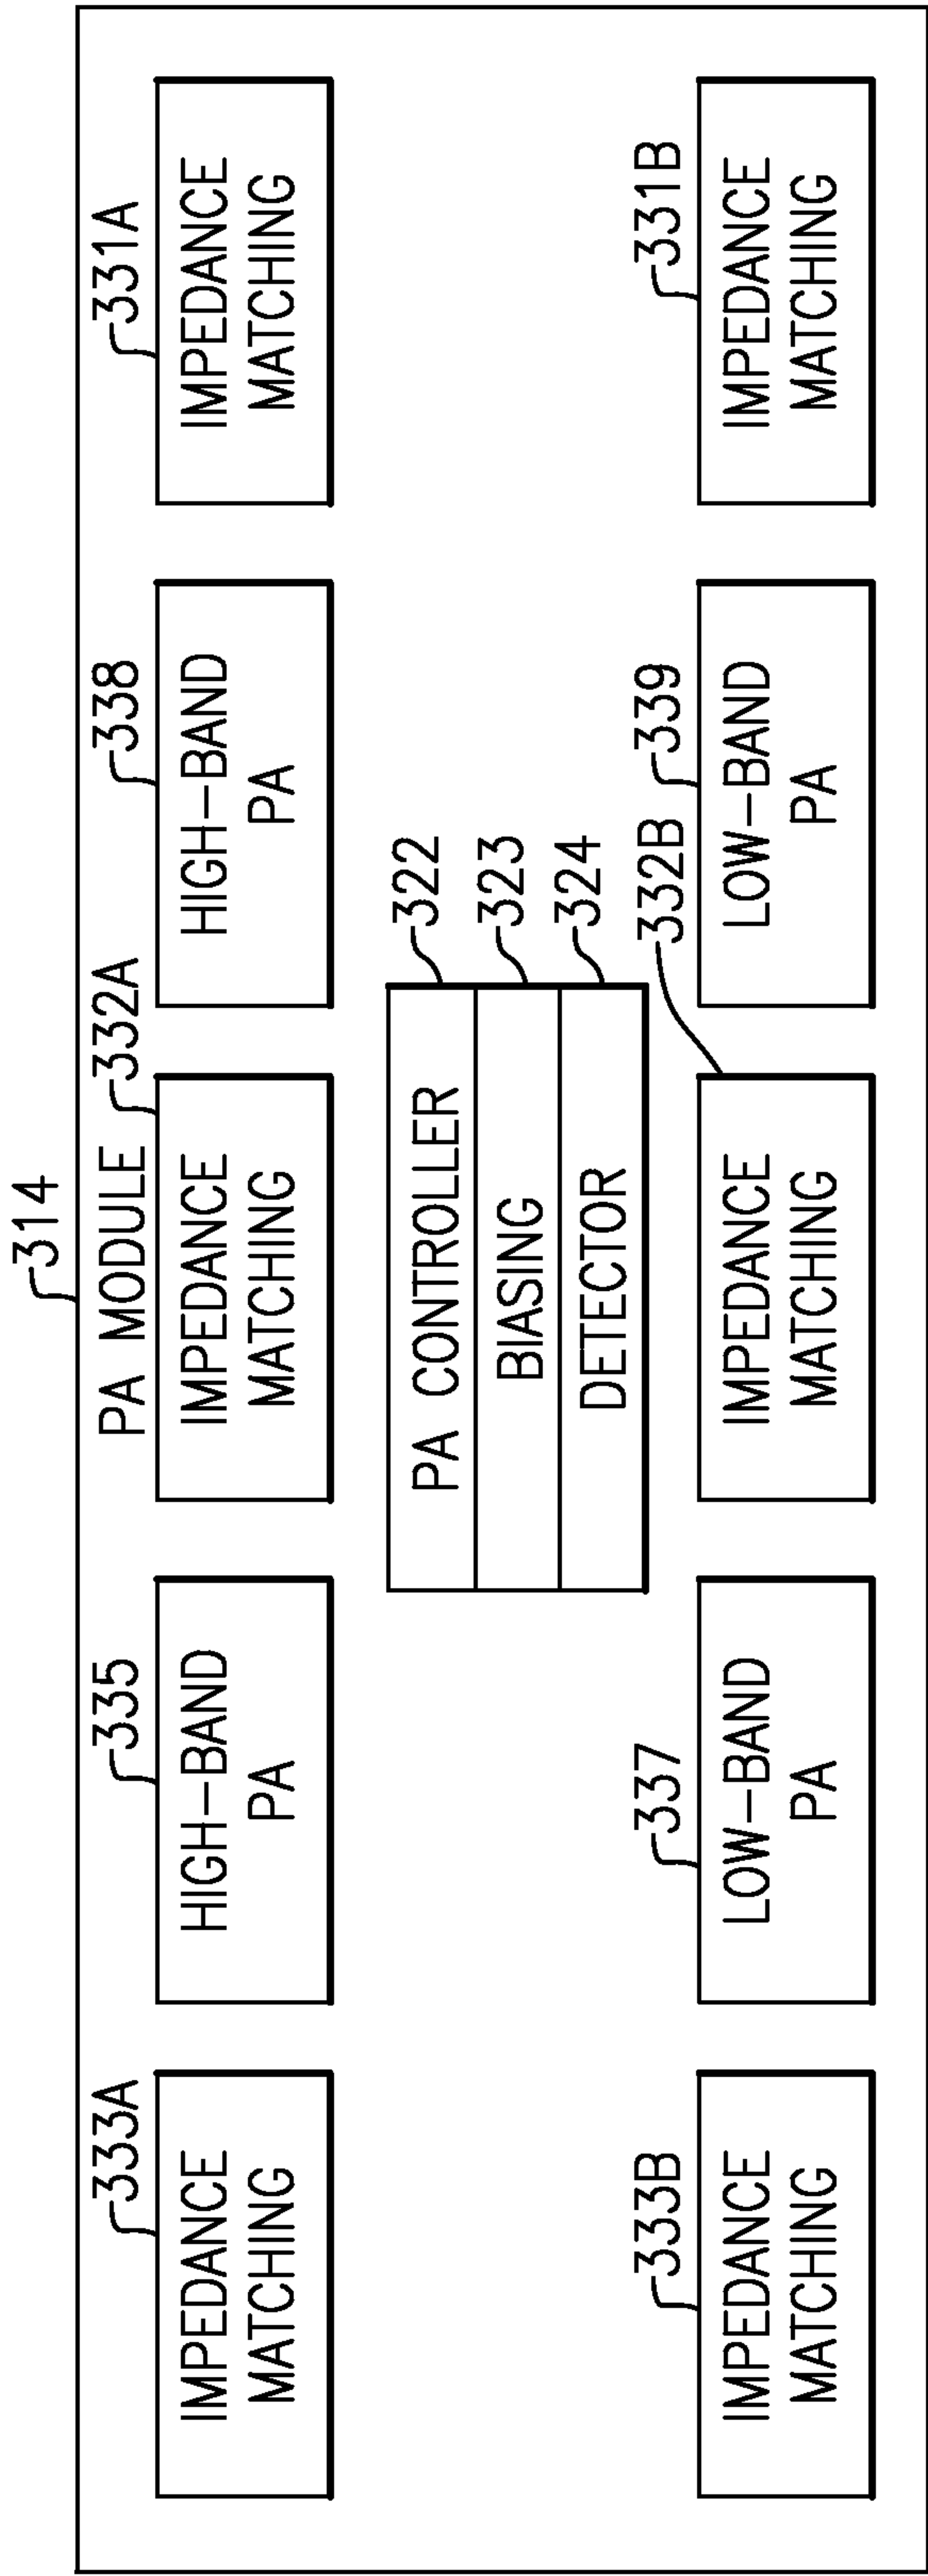 314
PA MODULE
333A
335
332A
338
331A
IMPEDANCE
MATCHING
HIGH-BAND
PA
IMPEDANCE
MATCHING
HIGH-BAND
PA
IMPEDANCE
MATCHING
PA CONTROLLER
322
BIASING
323
DETECTOR
324
333B
337
332B
339
331B
IMPEDANCE
MATCHING
LOW-BAND
PA
IMPEDANCE
MATCHING
LOW-BAND
PA
IMPEDANCE
MATCHING